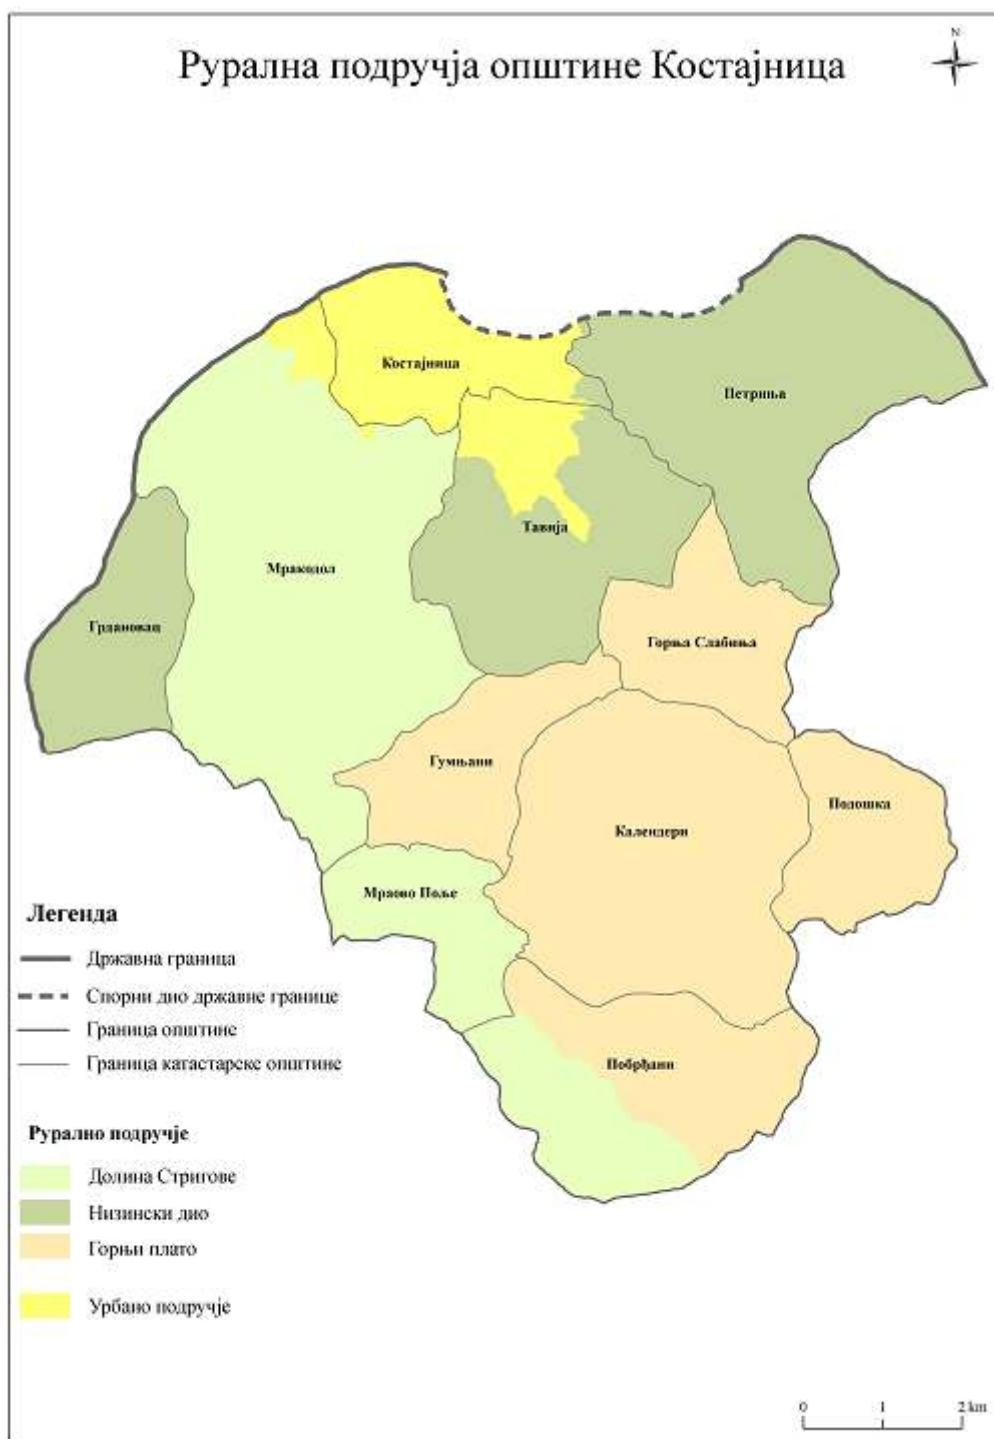 Рурална подручја општине Костајница
N
Костајница
Петриња
Тавија
Мракодол
Грдановац
Горња Слабиња
Гумњани
Подошка
Календери
Мраово Поље
Побрђани
Легенда
Државна граница
Спорни дио државне границе
Граница општине
Граница катастарске општине
Рурално подручје
Долина Стригове
Низински дио
Горњи плато
Урбано подручје
0 1 2 km